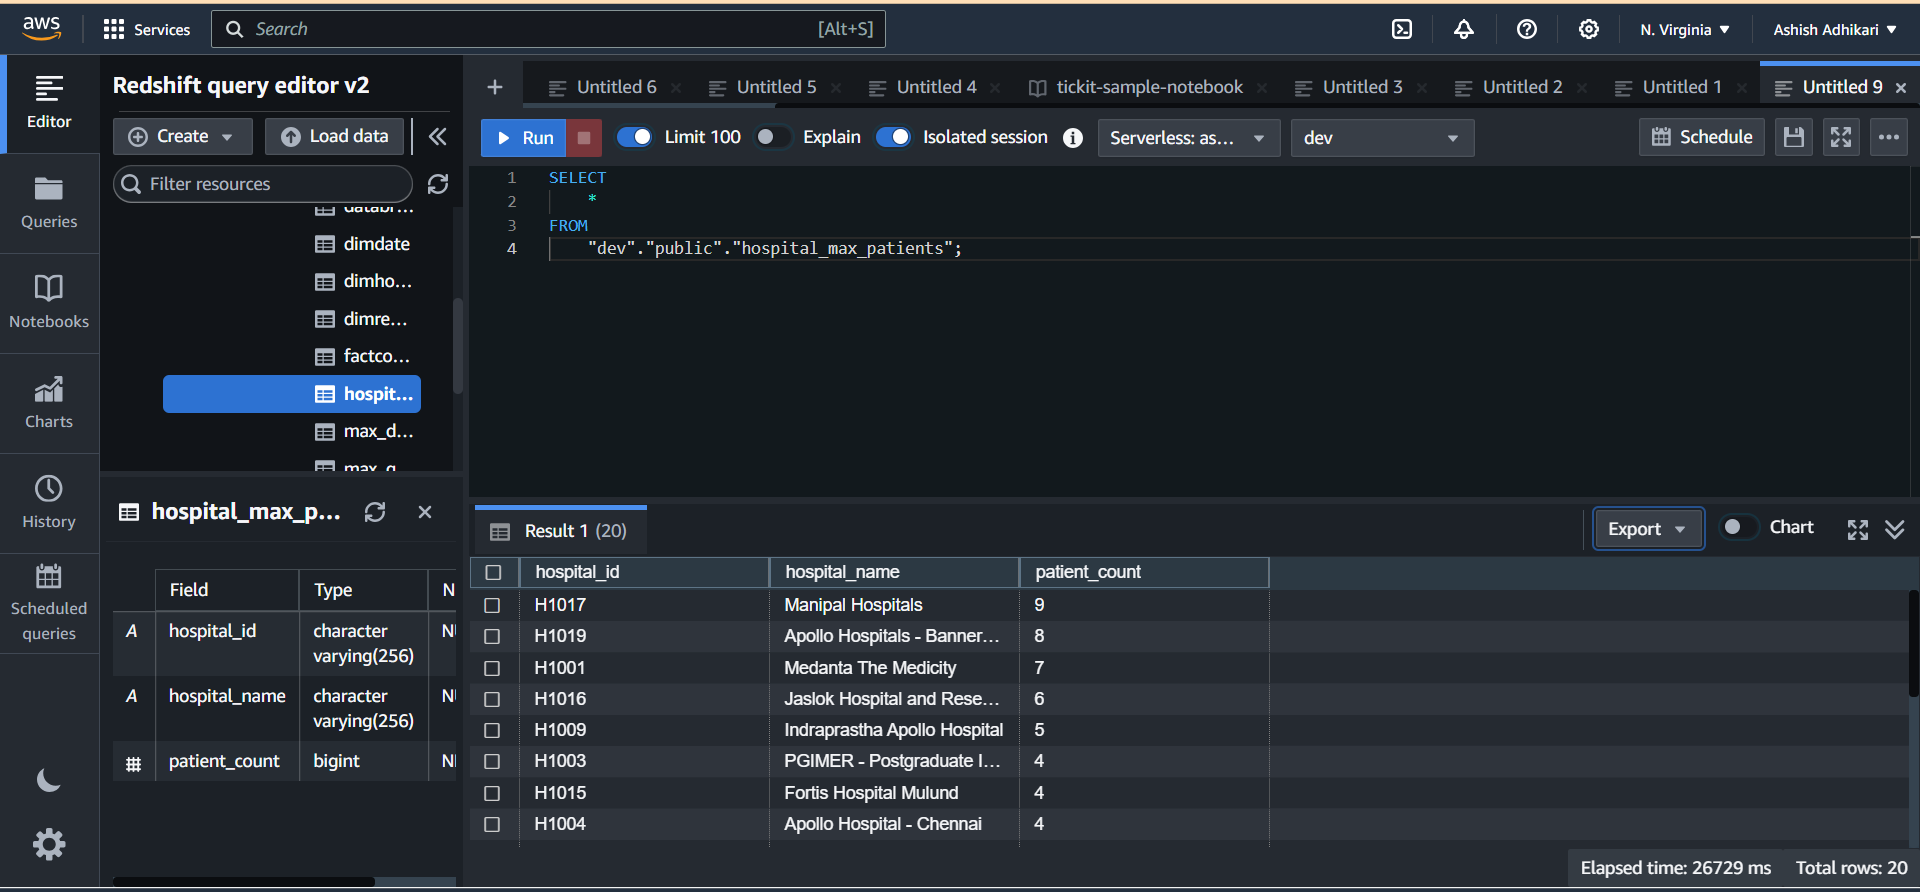 aws
Services
Search
[Alt+S]
N. Virginia
Ashish Adhikari
Editor
Queries
Notebooks
Charts
History
Scheduled
queries
Redshift query editor v2
Create
Load data
Filter resources
dimdate
dimho...
dimre...
factco...
hospit...
max_d...
hospital_max_p...
Field Type
hospital_id character
varying(256)
hospital_name character
varying(256)
patient_count bigint
Untitled 6
Untitled 5
Untitled 4
tickit-sample-notebook
Untitled 3
Untitled 2
Untitled 1
Untitled 9
Run
Limit 100
Explain
Isolated session
Serverless: as...
dev
Schedule
1 SELECT
2 *
3 FROM
4 "dev"."public"."hospital_max_patients";
Result 1 (20)
Export
Chart
hospital_id hospital_name patient_count
H1017 Manipal Hospitals 9
H1019 Apollo Hospitals - Banner... 8
H1001 Medanta The Medicity 7
H1016 Jaslok Hospital and Rese... 6
H1009 Indraprastha Apollo Hospital 5
H1003 PGIMER - Postgraduate I... 4
H1015 Fortis Hospital Mulund 4
H1004 Apollo Hospital - Chennai 4
Elapsed time: 26729 ms Total rows: 20